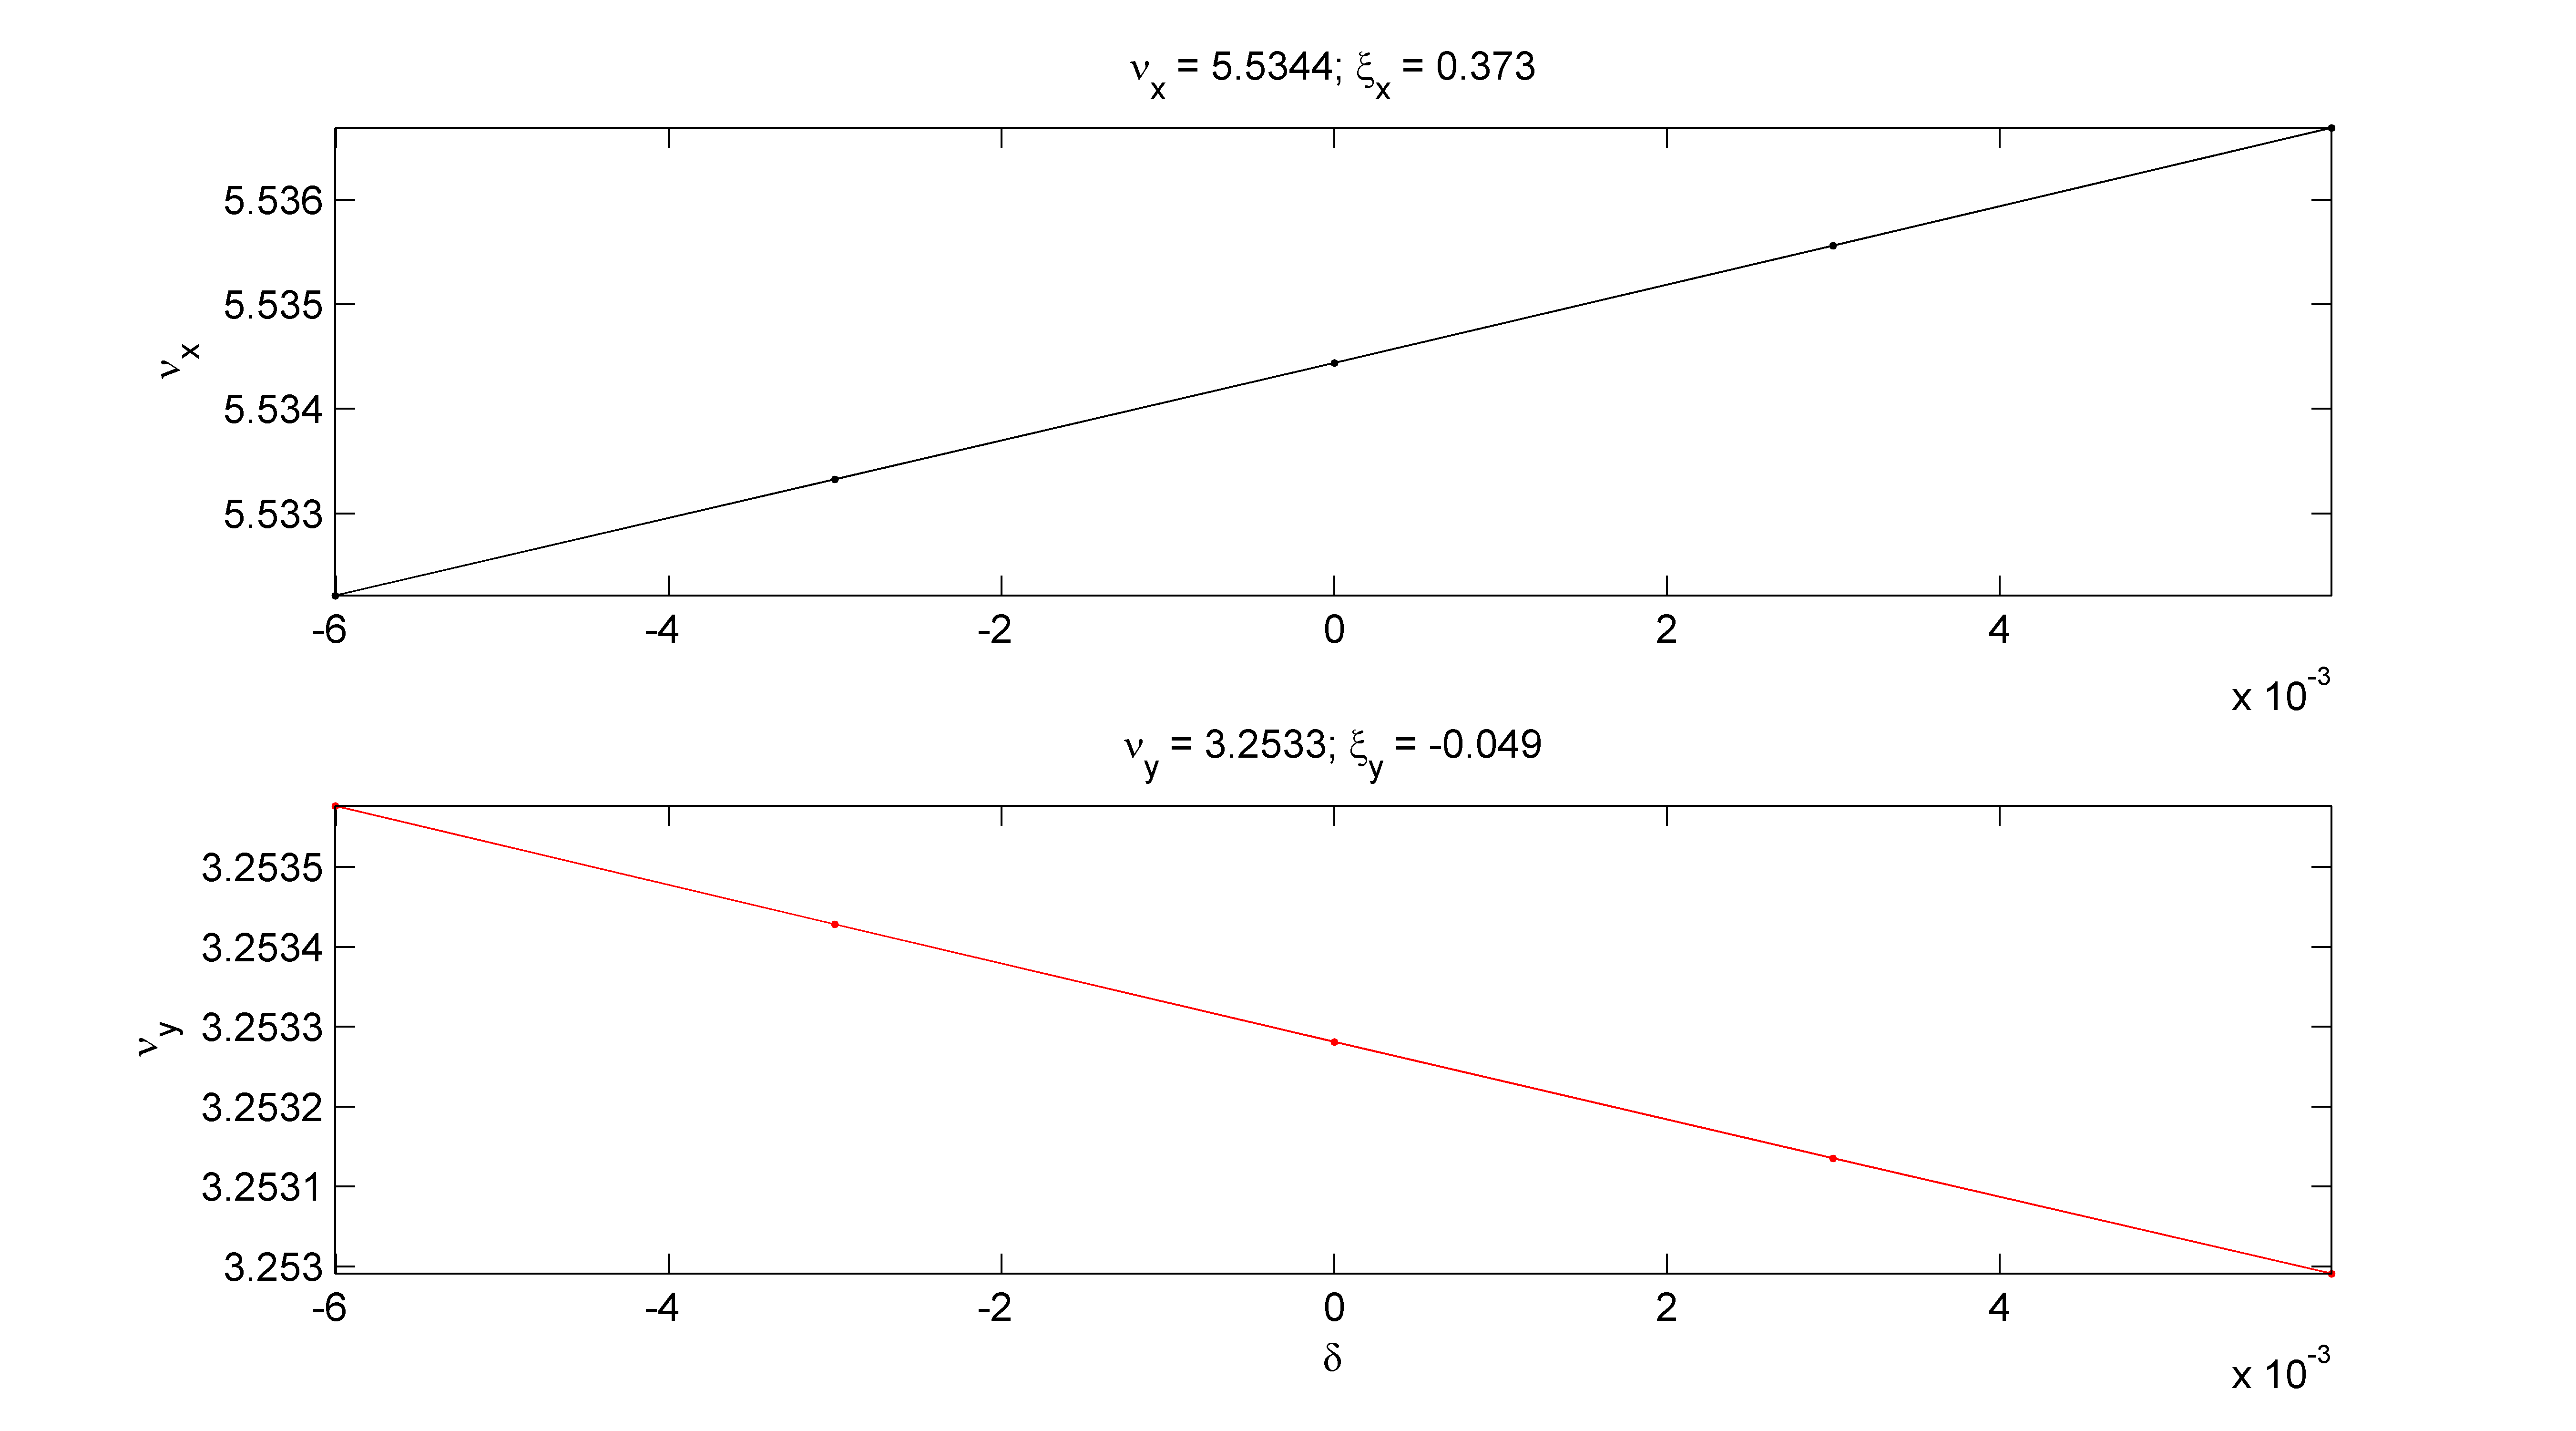 νx = 5.5344; ξx = 0.373
5.536
5.535
νx
5.534
5.533
-6 -4 -2 0 2 4
x 10-3
νy = 3.2533; ξy = -0.049
3.2535
3.2534
νy
3.2533
3.2532
3.2531
3.253
-6 -4 -2 0 2 4
δ
x 10-3